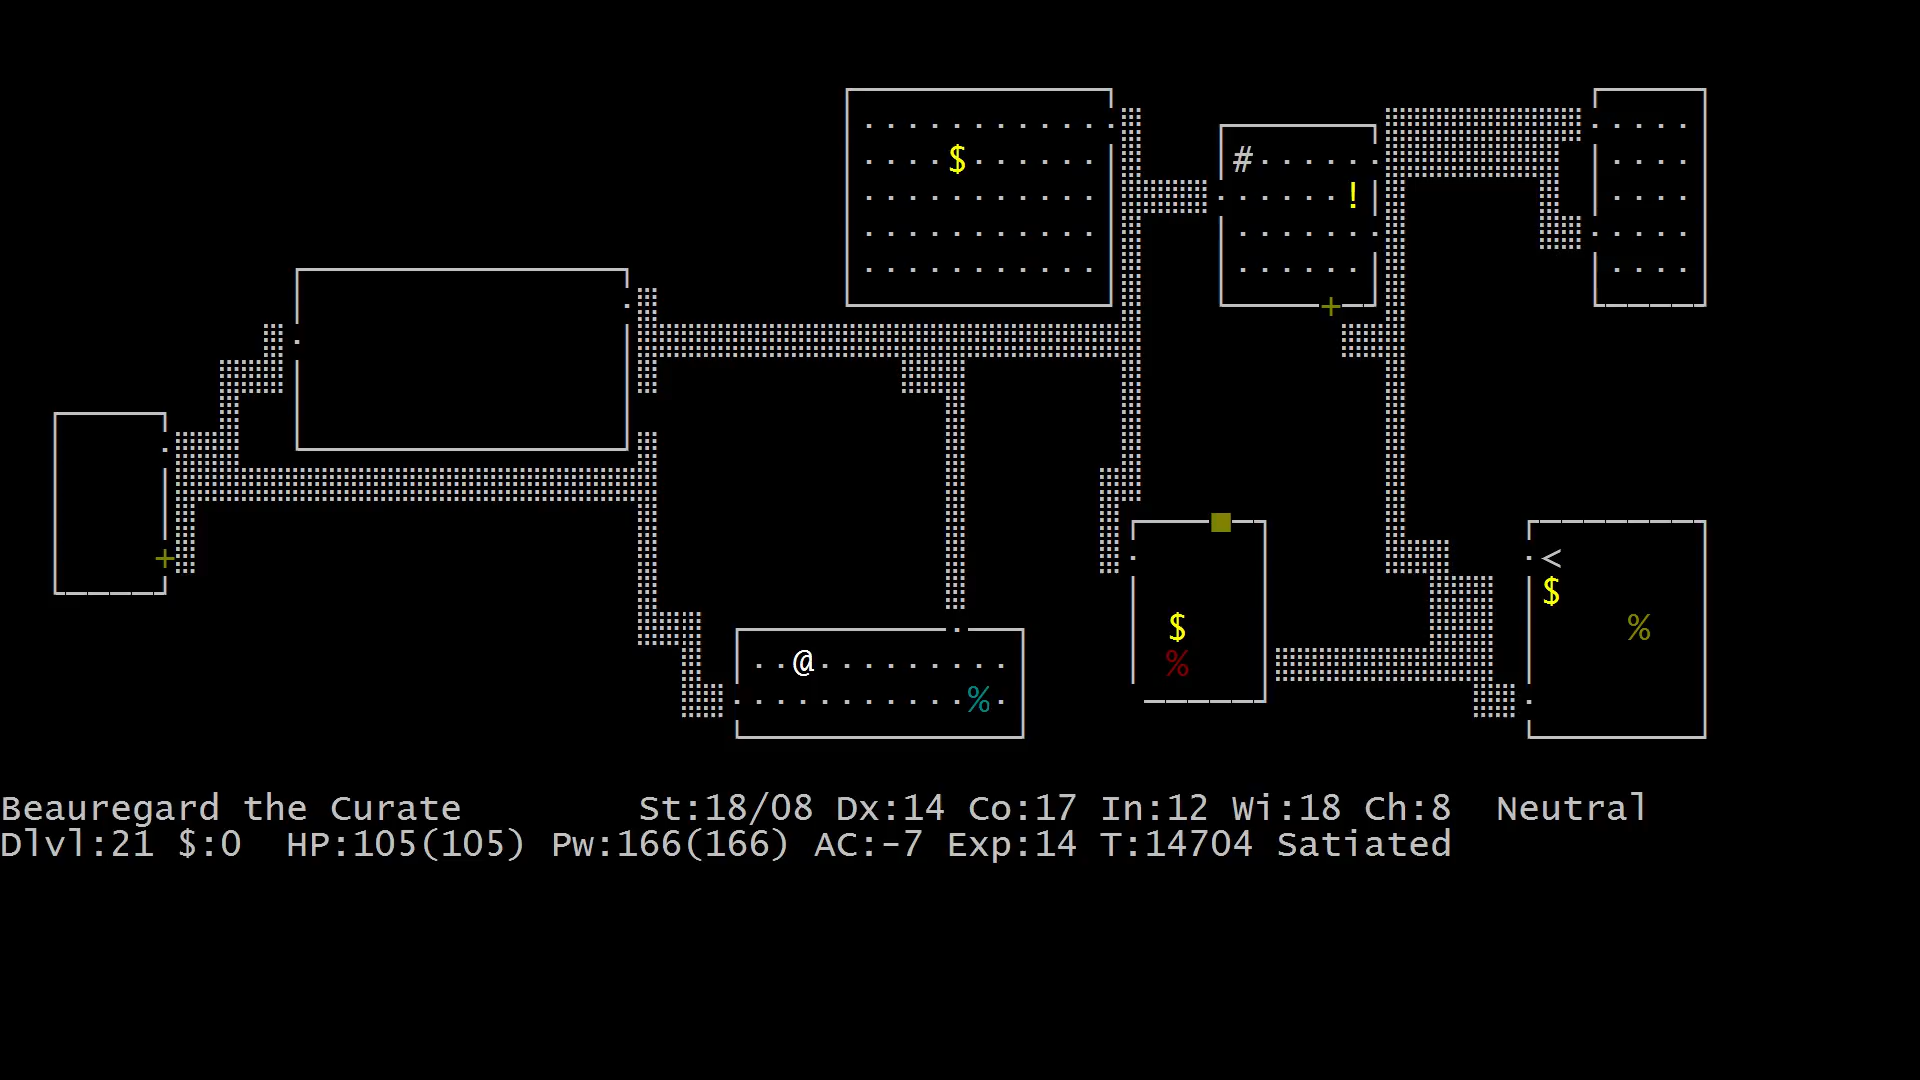 Beauregard the Curate St:18/08 Dx:14 Co:17 In:12 Wi:18 Ch:8 Neutral
Dlvl:21 $:0 HP:105(105) Pw:166(166) AC:-7 Exp:14 T:14704 Satiated